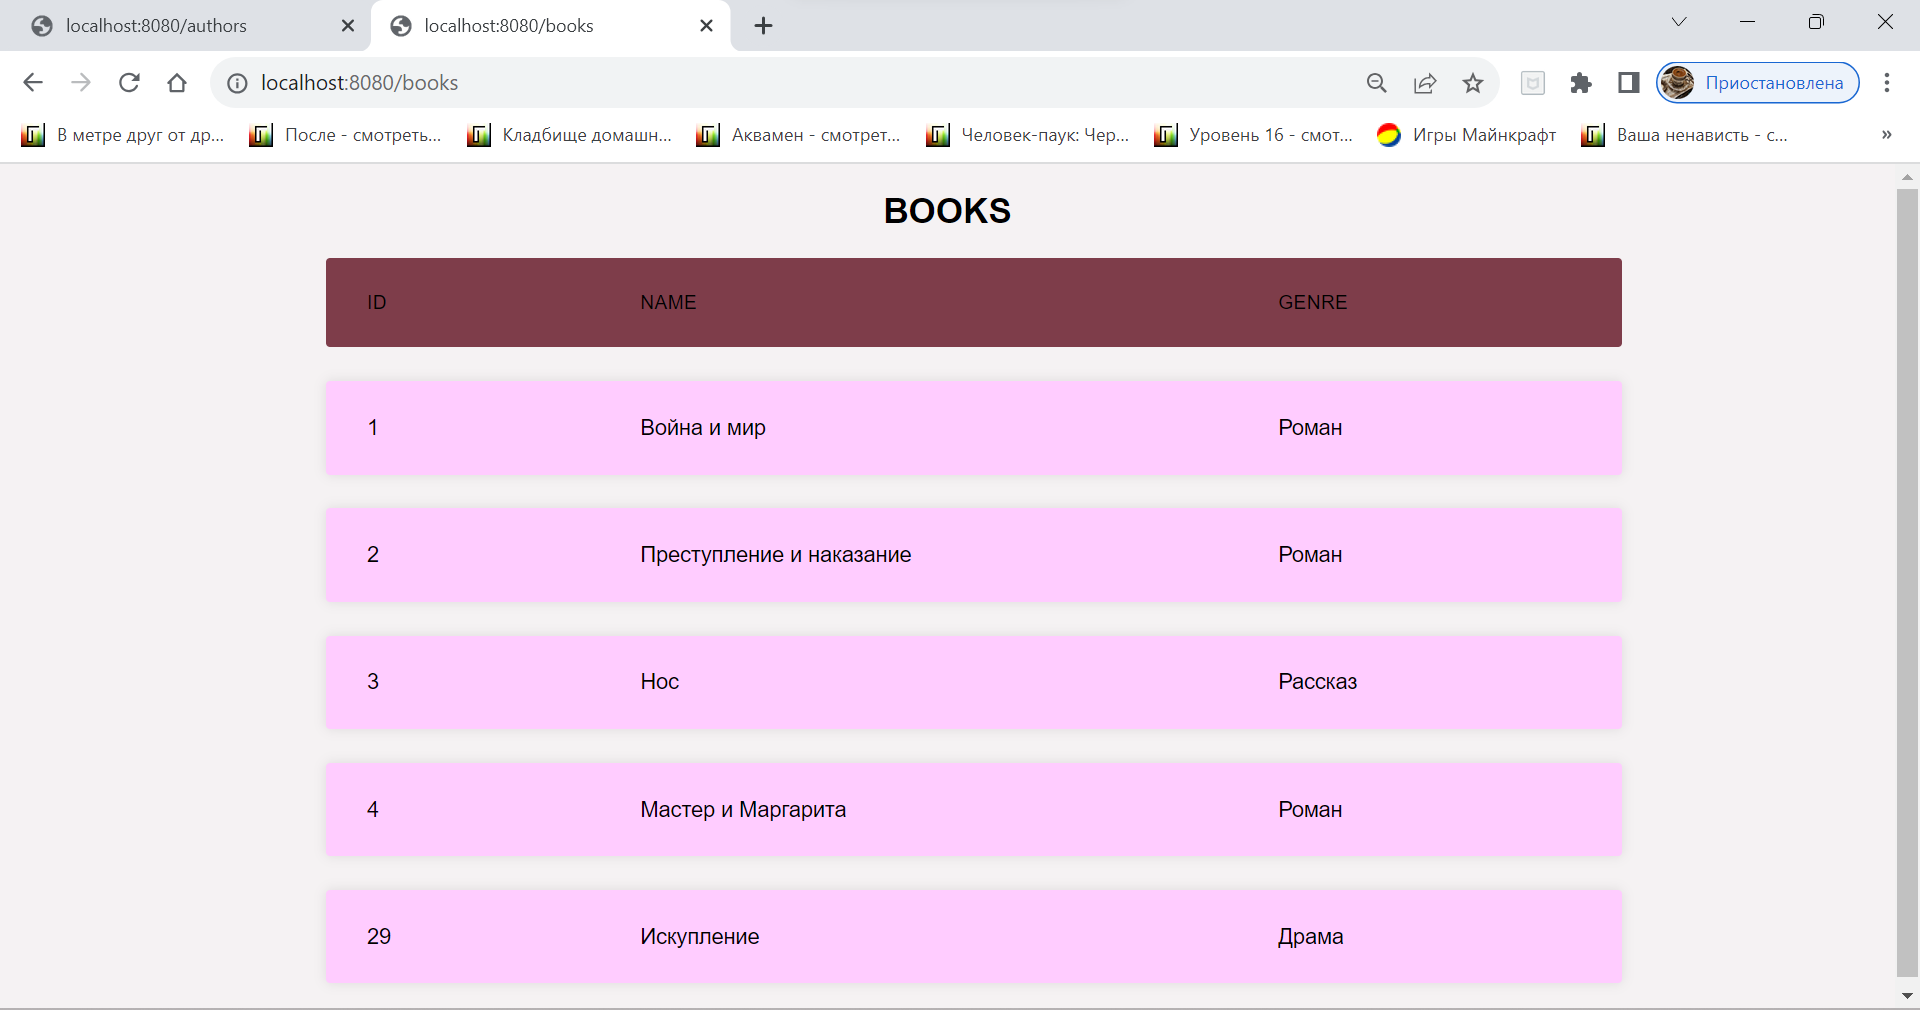 localhost:8080/authors localhost:8080/books
localhost:8080/books Приостановлена
В метре друг от др... После - смотреть... Кладбище домашн... Аквамен - смотрет... Человек-паук: Чер... Уровень 16 - смот... Игры Майнкрафт Ваша ненависть - с... »
BOOKS
ID NAME GENRE
1 Война и мир Роман
2 Преступление и наказание Роман
3 Нос Рассказ
4 Мастер и Маргарита Роман
29 Искупление Драма